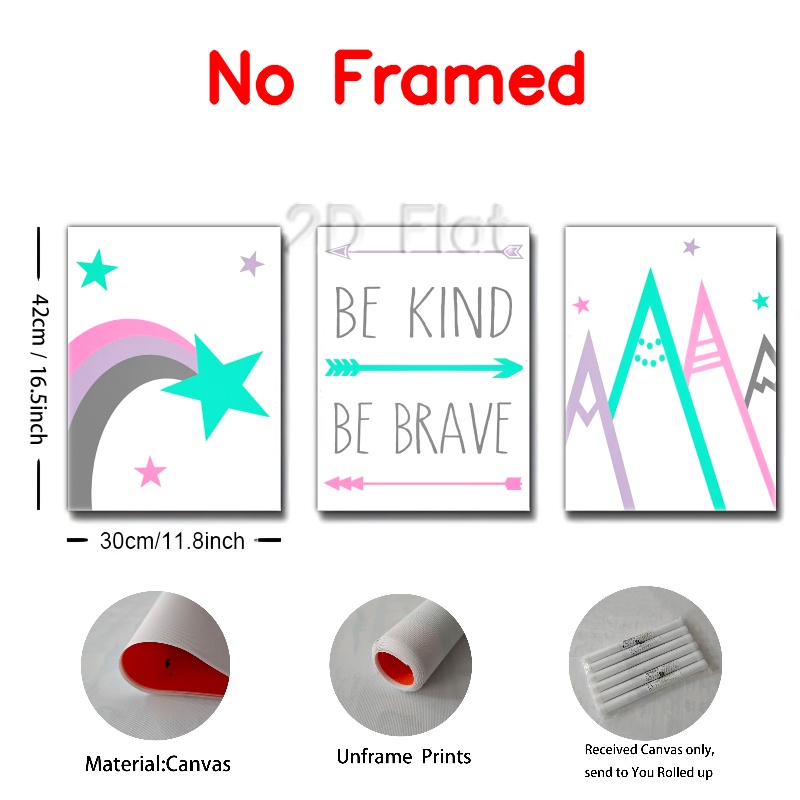 No Framed
2D Flat
BE KIND
BE BRAVE
42cm / 16.5inch
30cm/11.8inch
Material:Canvas
Unframe Prints
Received Canvas only,
send to You Rolled up